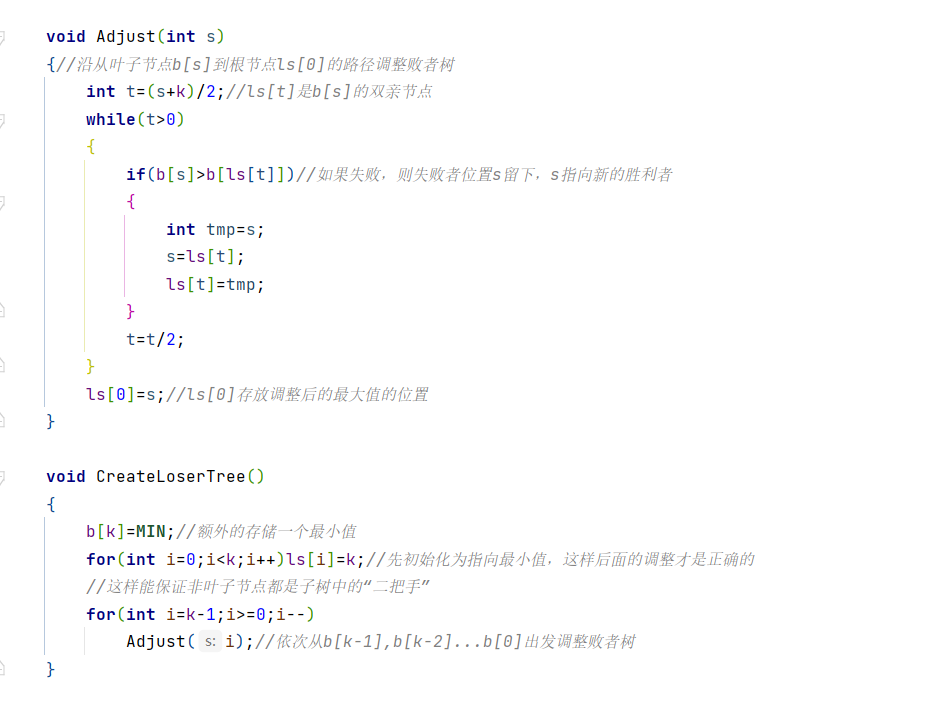 void Adjust(int s)
{//沿从叶子节点b[s]到根节点ls[0]的路径调整败者树
    int t=(s+k)/2;//ls[t]是b[s]的双亲节点
    while(t>0)
    {
        if(b[s]>b[ls[t]])//如果失败，则失败者位置s留下，s指向新的胜利者
        {
            int tmp=s;
            s=ls[t];
            ls[t]=tmp;
        }
        t=t/2;
    }
    ls[0]=s;//ls[0]存放调整后的最大值的位置
}
void CreateLoserTree()
{
    b[k]=MIN;//额外的存储一个最小值
    for(int i=0;i<k;i++)ls[i]=k;//先初始化为指向最小值，这样后面的调整才是正确的
    //这样能保证非叶子节点都是子树中的“二把手”
    for(int i=k-1;i>=0;i--)
        Adjust( s: i);//依次从b[k-1],b[k-2]...b[0]出发调整败者树
}